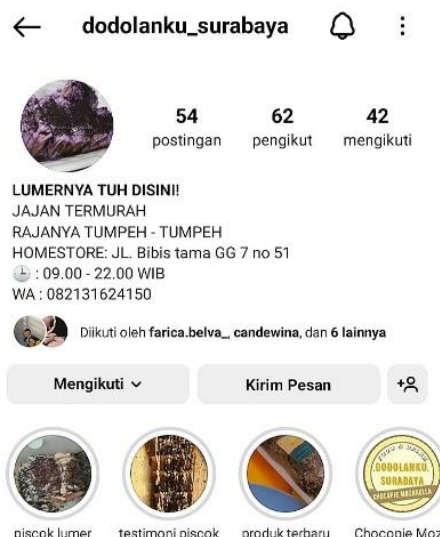 dodolanku_surabaya
54 62 42
postingan pengikut mengikuti
LUMERNYA TUH DISINI!
JAJAN TERMURAH
RAJANYA TUMPEH - TUMPEH
HOMESTORE: JL. Bibis tama GG 7 no 51
🕒 : 09.00 - 22.00 WIB
WA : 082131624150
Diikuti oleh farica.belva_, candewina, dan 6 lainnya
Mengikuti Kirim Pesan
DODOLANKU.
SURABAYA
CHOCOPIE MOZARELLA
piscok lumer testimoni piscok produk terbaru Chocopie Moz